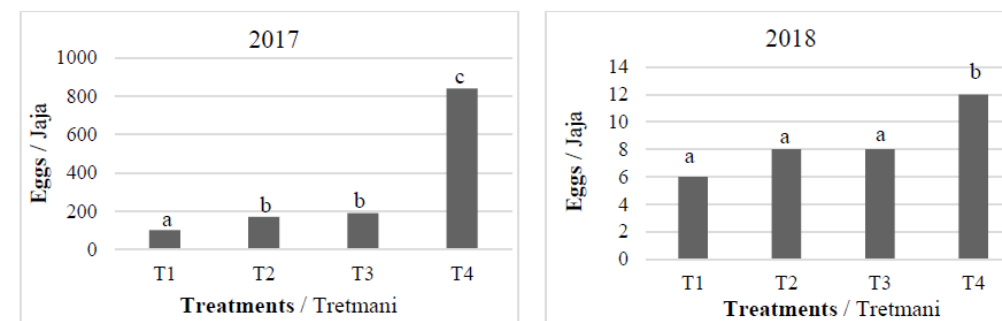 2017
1000
800
600
400
200
0
Eggs / Jaja
a
b
b
c
T1 T2 T3 T4
Treatments / Tretmani
2018
14
12
10
8
6
4
2
0
Eggs / Jaja
a
a
a
b
T1 T2 T3 T4
Treatments / Tretmani